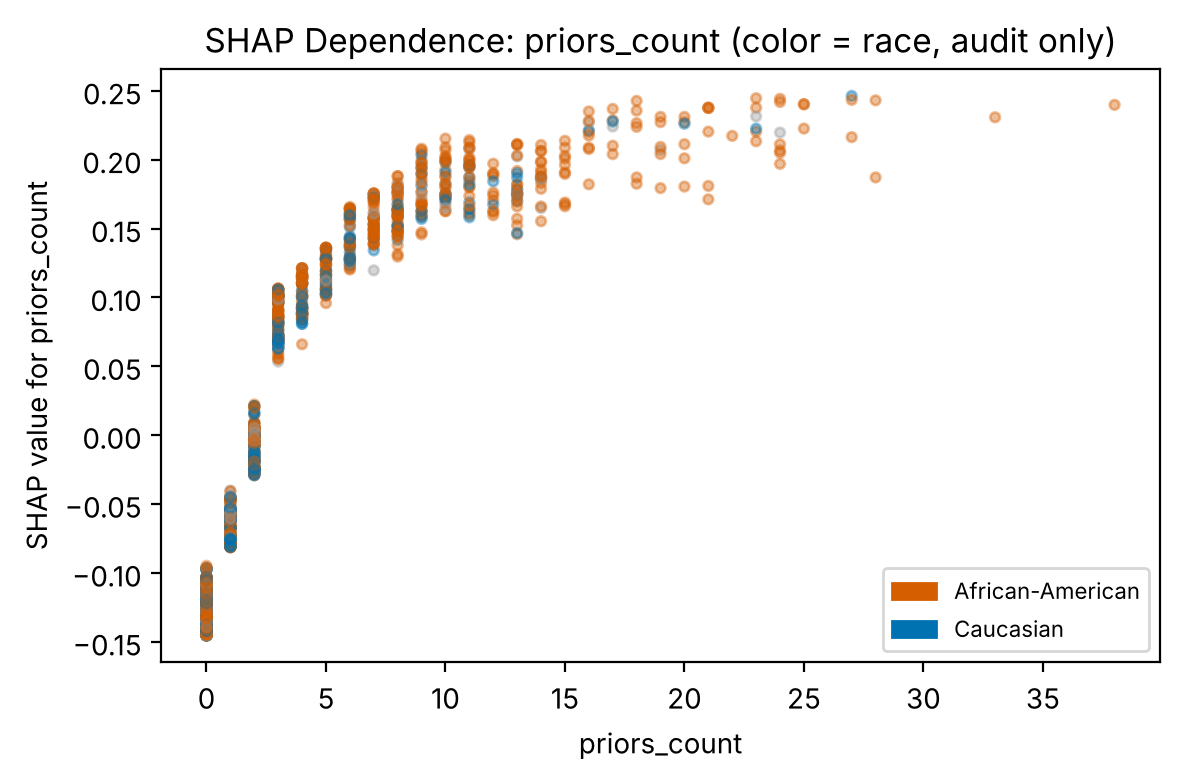 SHAP Dependence: priors_count (color = race, audit only)
SHAP value for priors_count
0.25
0.20
0.15
0.10
0.05
0.00
−0.05
−0.10
−0.15
African-American
Caucasian
0 5 10 15 20 25 30 35
priors_count